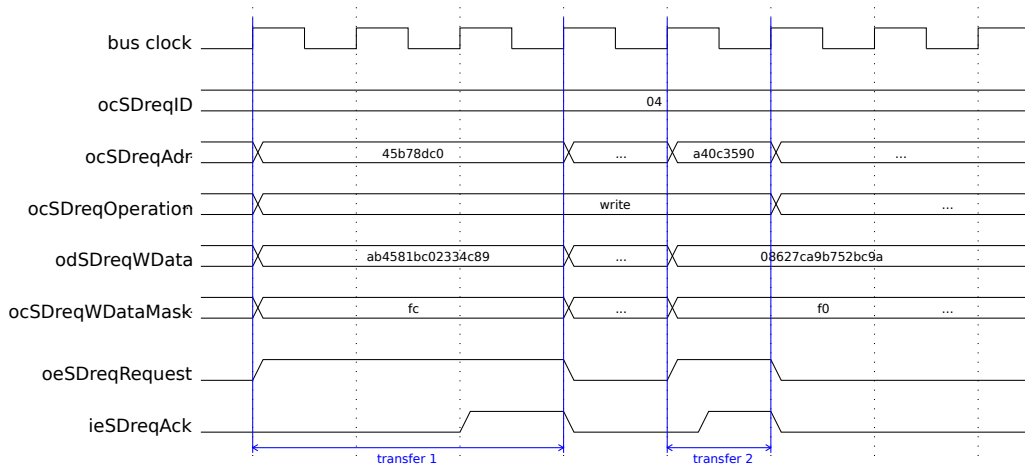 bus clock
ocSDreqID 04
ocSDreqAdr 45b78dc0 ... a40c3590 ...
ocSDreqOperation write ...
odSDreqWData ab4581bc02334c89 ... 08627ca9b752bc9a
ocSDreqWDataMask fc ... f0 ...
oeSDreqRequest
ieSDreqAck
transfer 1 transfer 2